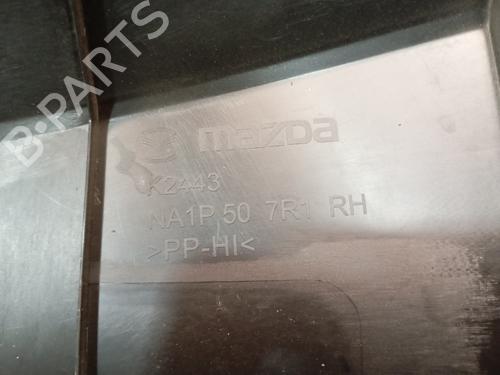 B-PARTS
mazda
K2443
NA1P 50 7R1 RH
>PP-HI<